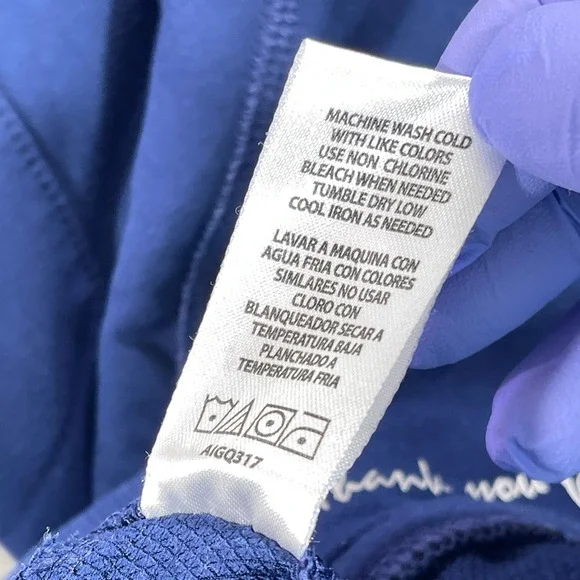 MACHINE WASH COLD
WITH LIKE COLORS
USE NON CHLORINE
BLEACH WHEN NEEDED
TUMBLE DRY LOW
COOL IRON AS NEEDED
LAVAR A MAQUINA CON
AGUA FRIA CON COLORES
SIMLARES NO USAR
CLORO CON
BLANQUEADOR SECAR A
TEMPERATURA BAJA
PLANCHADO A
TEMPERATURA FRIA
AIGQ317
thank you